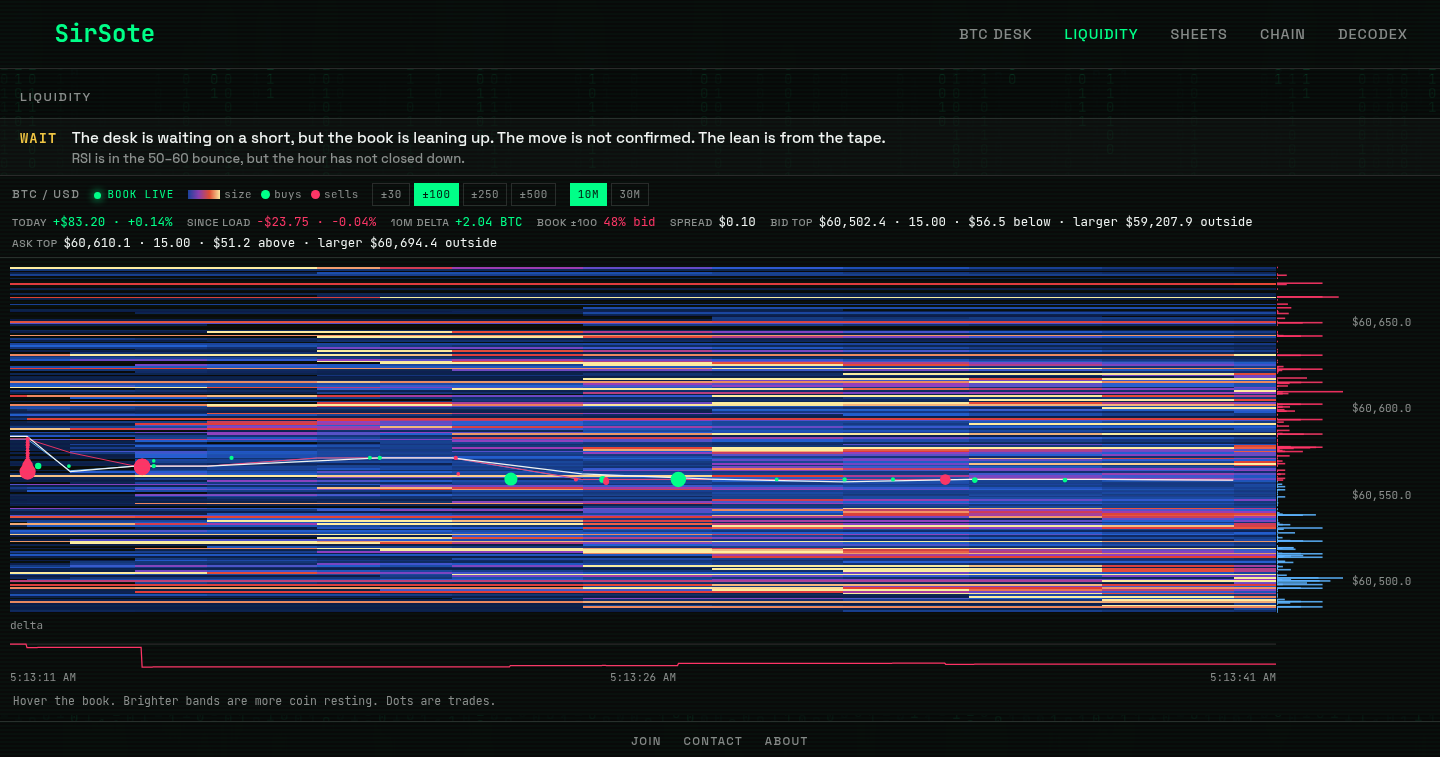 SirSote
BTC DESK LIQUIDITY SHEETS CHAIN DECODEX
LIQUIDITY
WAIT The desk is waiting on a short, but the book is leaning up. The move is not confirmed. The lean is from the tape.
RSI is in the 50–60 bounce, but the hour has not closed down.
BTC / USD BOOK LIVE size buys sells ±30 ±100 ±250 ±500 10M 30M
TODAY +$83.20 · +0.14% SINCE LOAD -$23.75 · -0.04% 10M DELTA +2.04 BTC BOOK ±100 48% bid SPREAD $0.10 BID TOP $60,502.4 · 15.00 · $56.5 below · larger $59,207.9 outside
ASK TOP $60,610.1 · 15.00 · $51.2 above · larger $60,694.4 outside
$60,650.0
$60,600.0
$60,550.0
$60,500.0
delta
5:13:11 AM 5:13:26 AM 5:13:41 AM
Hover the book. Brighter bands are more coin resting. Dots are trades.
JOIN CONTACT ABOUT